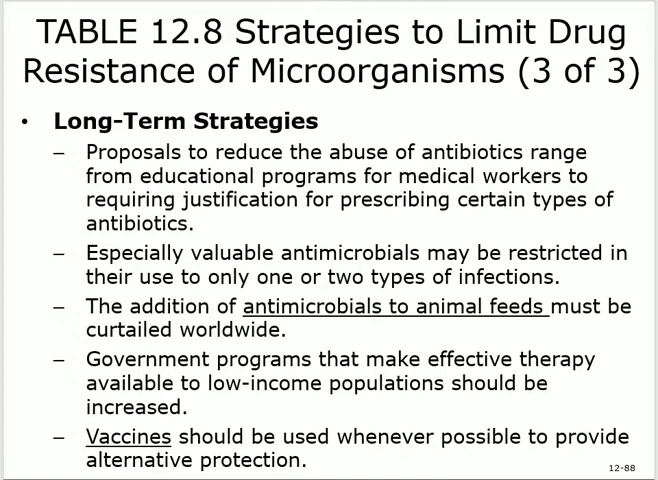 TABLE 12.8 Strategies to Limit Drug
Resistance of Microorganisms (3 of 3)
• Long-Term Strategies
– Proposals to reduce the abuse of antibiotics range
from educational programs for medical workers to
requiring justification for prescribing certain types of
antibiotics.
– Especially valuable antimicrobials may be restricted in
their use to only one or two types of infections.
– The addition of antimicrobials to animal feeds must be
curtailed worldwide.
– Government programs that make effective therapy
available to low-income populations should be
increased.
– Vaccines should be used whenever possible to provide
alternative protection.
12-88